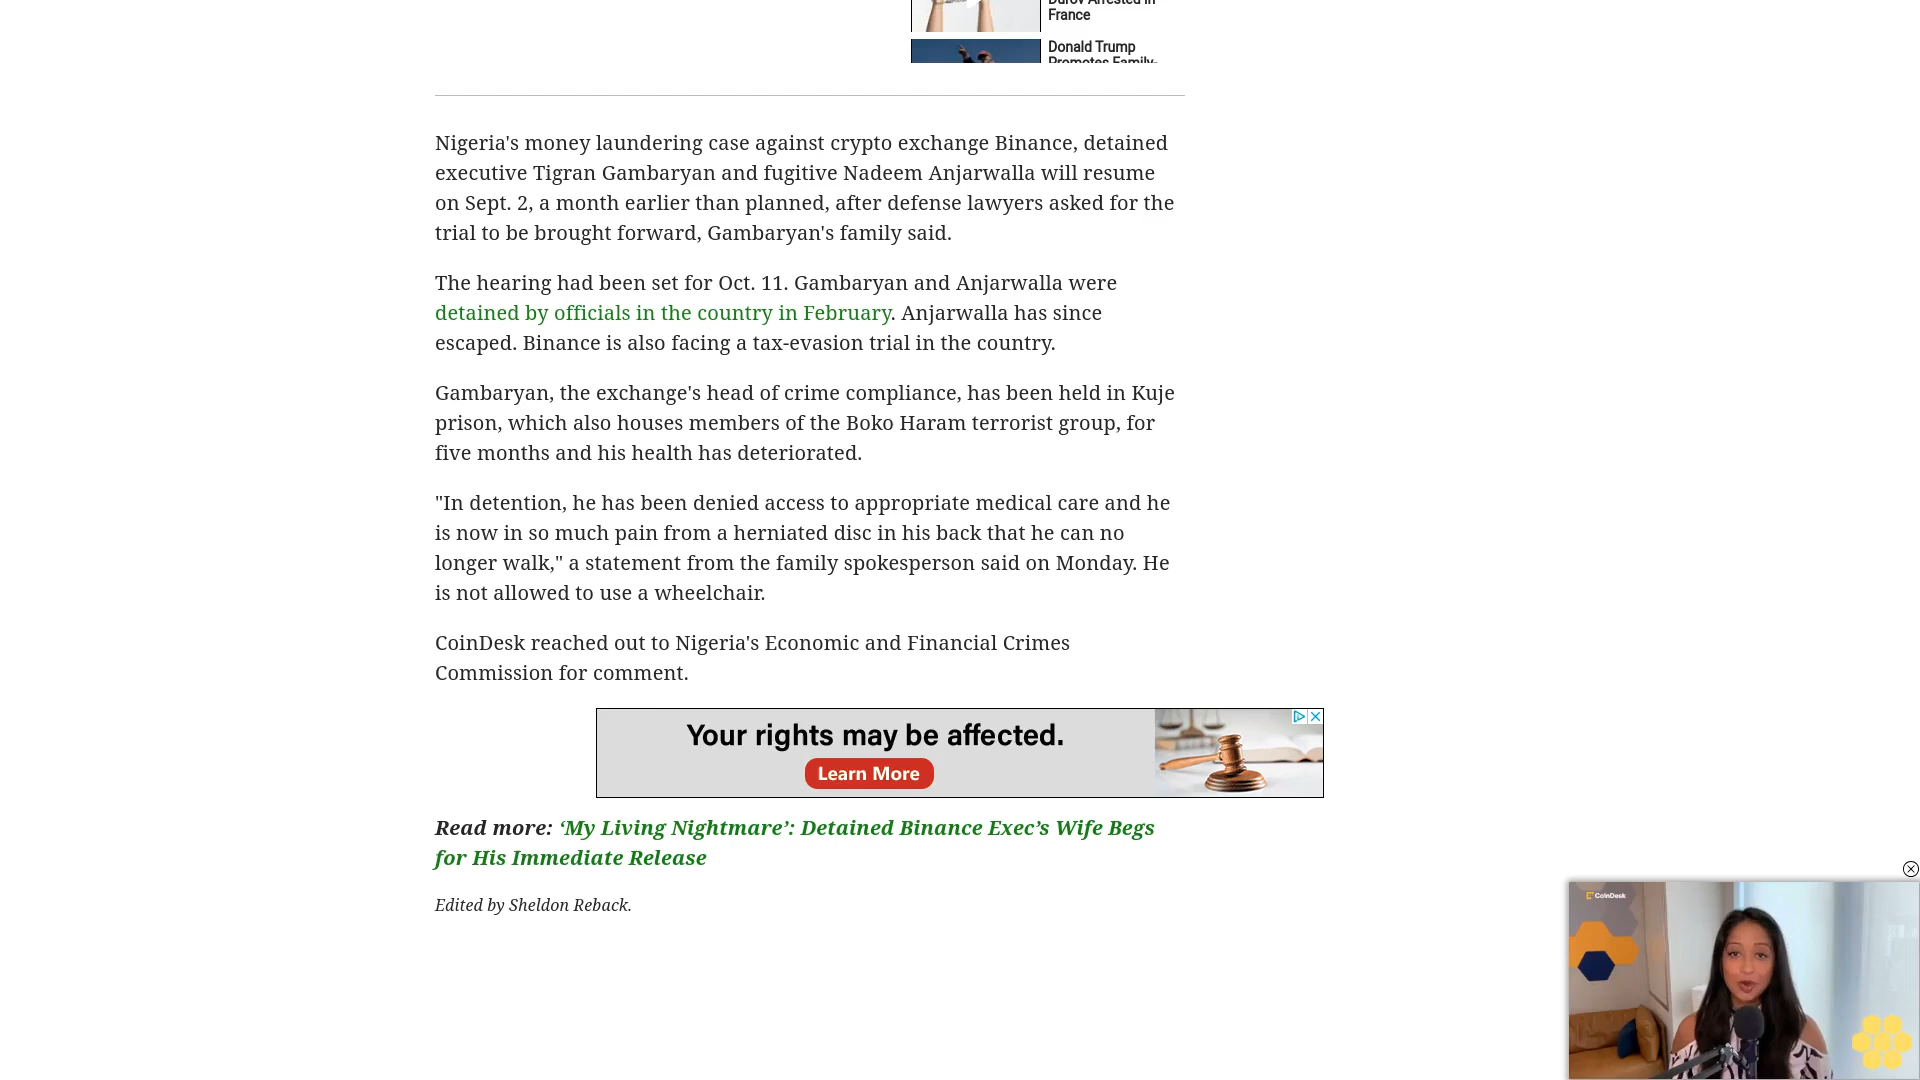 France
Donald Trump
Nigeria's money laundering case against crypto exchange Binance, detained
executive Tigran Gambaryan and fugitive Nadeem Anjarwalla will resume
on Sept. 2, a month earlier than planned, after defense lawyers asked for the
trial to be brought forward, Gambaryan's family said.
The hearing had been set for Oct. 11. Gambaryan and Anjarwalla were
detained by officials in the country in February. Anjarwalla has since
escaped. Binance is also facing a tax-evasion trial in the country.
Gambaryan, the exchange's head of crime compliance, has been held in Kuje
prison, which also houses members of the Boko Haram terrorist group, for
five months and his health has deteriorated.
"In detention, he has been denied access to appropriate medical care and he
is now in so much pain from a herniated disc in his back that he can no
longer walk," a statement from the family spokesperson said on Monday. He
is not allowed to use a wheelchair.
CoinDesk reached out to Nigeria's Economic and Financial Crimes
Commission for comment.
Your rights may be affected.
Learn More
Read more: ‘My Living Nightmare’: Detained Binance Exec’s Wife Begs
for His Immediate Release
Edited by Sheldon Reback.
CoinDesk